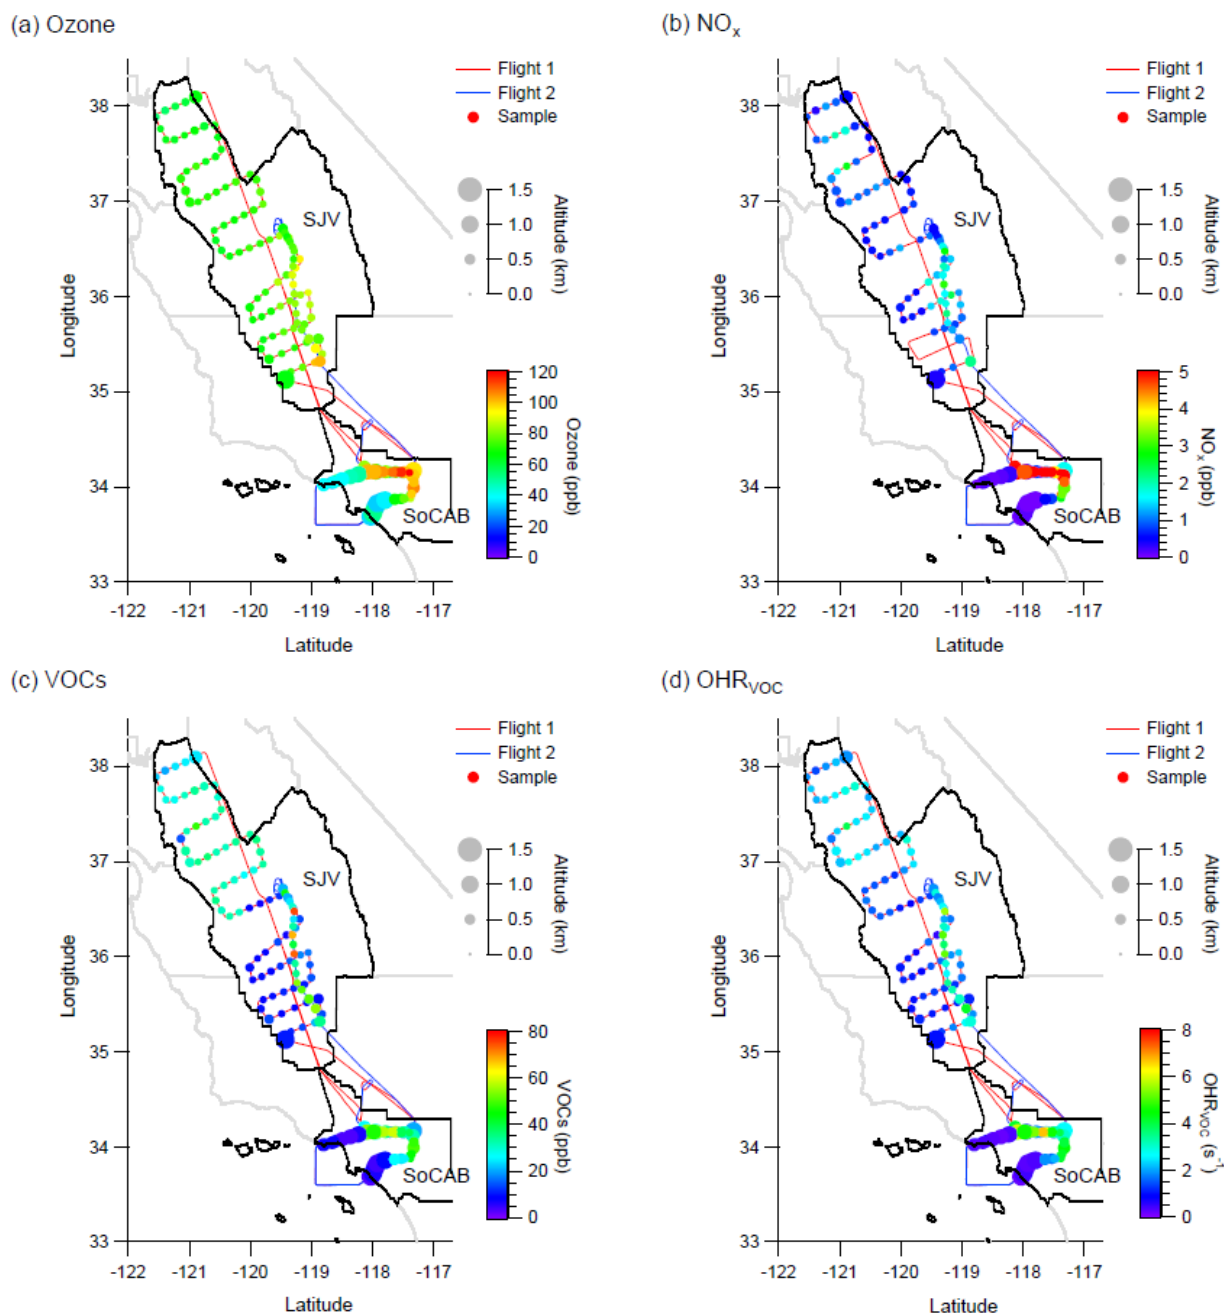 (a) Ozone
Flight 1
Flight 2
Sample
38
37
36
35
34
33
Longitude
-122 -121 -120 -119 -118 -117
Latitude
SJV
SoCAB
1.5
1.0
0.5
0.0
Altitude (km)
120
100
80
60
40
20
0
Ozone (ppb)
(b) NOx
Flight 1
Flight 2
Sample
38
37
36
35
34
33
Longitude
-122 -121 -120 -119 -118 -117
Latitude
SJV
SoCAB
1.5
1.0
0.5
0.0
Altitude (km)
5
4
3
2
1
0
NOx (ppb)
(c) VOCs
Flight 1
Flight 2
Sample
38
37
36
35
34
33
Longitude
-122 -121 -120 -119 -118 -117
Latitude
SJV
SoCAB
1.5
1.0
0.5
0.0
Altitude (km)
80
60
40
20
0
VOCs (ppb)
(d) OHRVOC
Flight 1
Flight 2
Sample
38
37
36
35
34
33
Longitude
-122 -121 -120 -119 -118 -117
Latitude
SJV
SoCAB
1.5
1.0
0.5
0.0
Altitude (km)
8
6
4
2
0
OHRVOC (s-1)